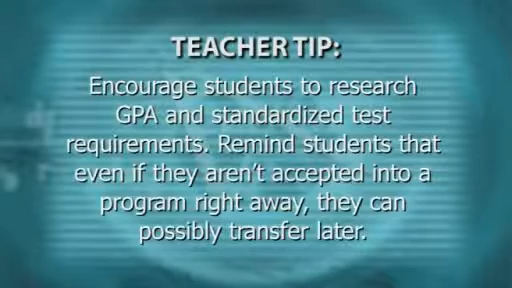 TEACHER TIP:
Encourage students to research
GPA and standardized test
requirements. Remind students that
even if they aren't accepted into a
program right away, they can
possibly transfer later.